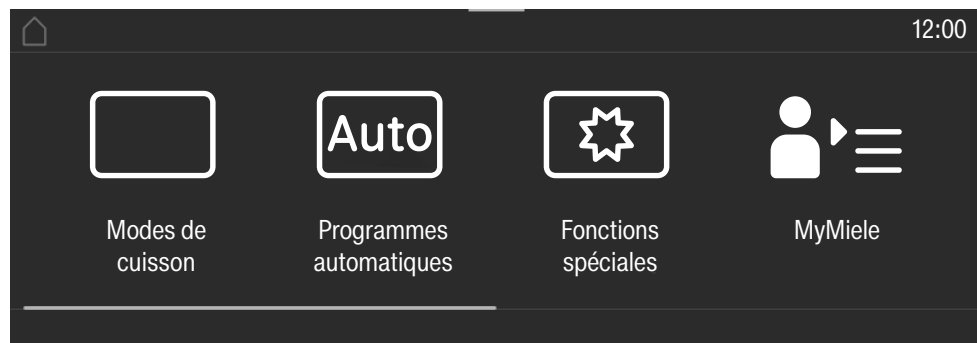 12:00
Auto
Modes de
cuisson
Programmes
automatiques
Fonctions
spéciales
MyMiele